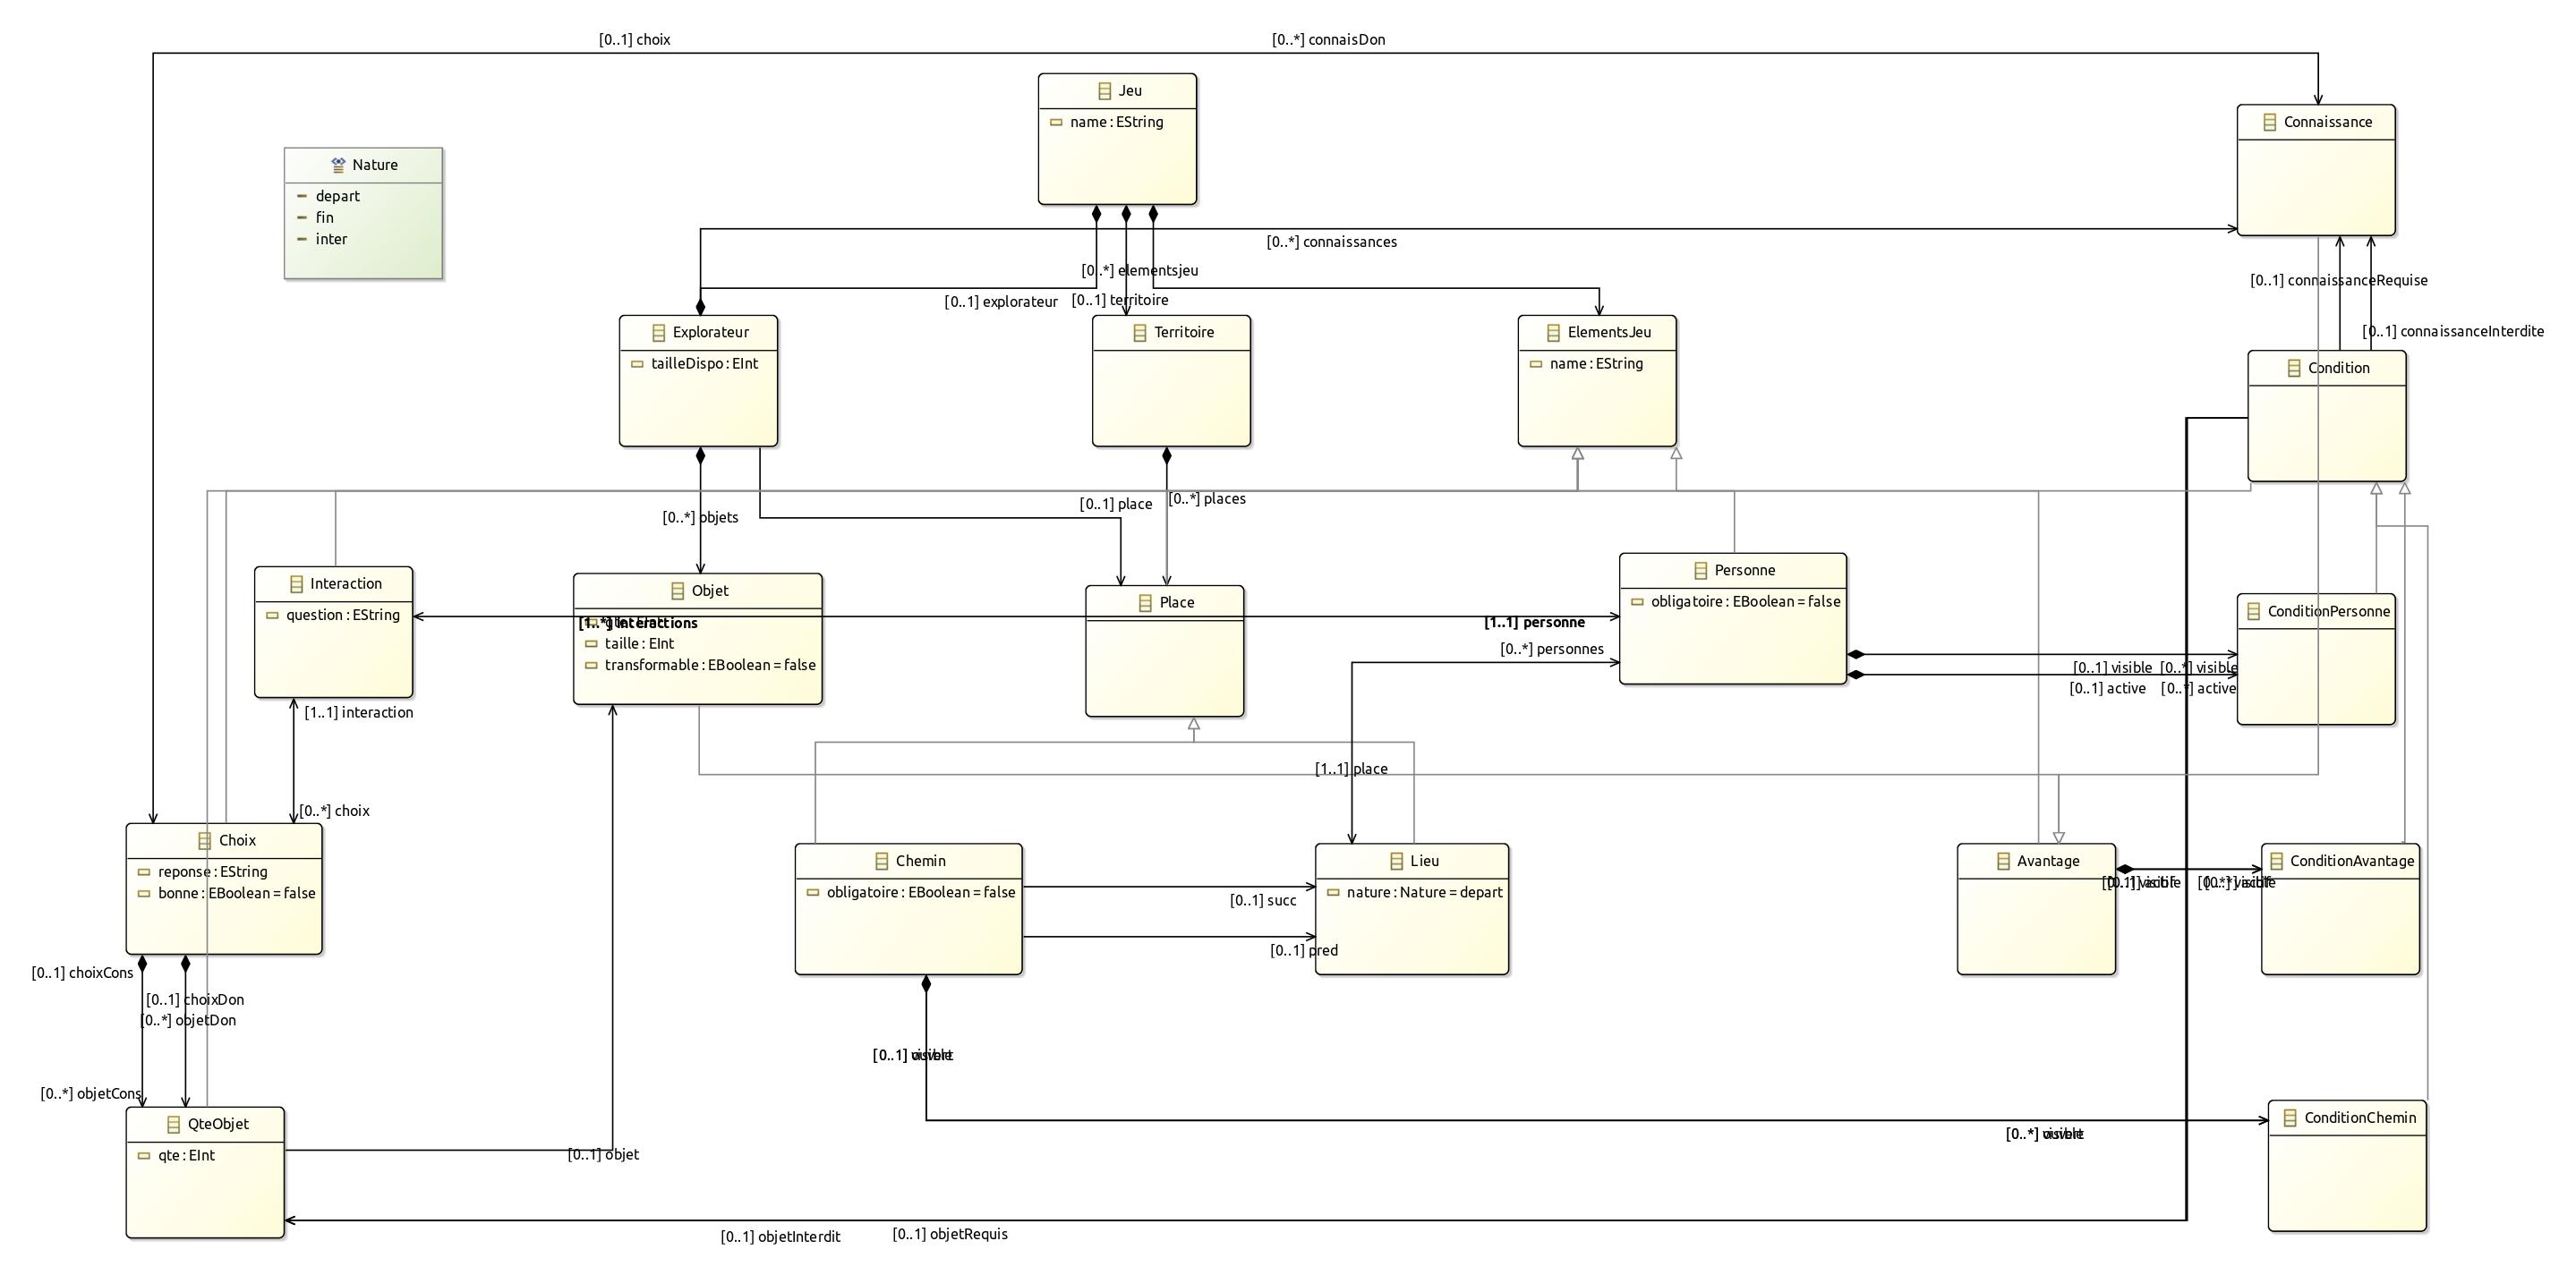 [0..1] choix
[0..*] connaisDon
Jeu
name : EString
Connaissance
Nature
depart
fin
inter
[0..*] connaissances
[0..*] elementsjeu
[0..1] explorateur
[0..1] territoire
[0..1] connaissanceRequise
[0..1] connaissanceInterdite
Explorateur
tailleDispo : EInt
Territoire
ElementsJeu
name : EString
Condition
[0..*] objets
[0..1] place
[0..*] places
Interaction
question : EString
Objet
[1..*] interactions
taille : EInt
transformable : EBoolean = false
Place
Personne
obligatoire : EBoolean = false
[1..1] personne
[0..*] personnes
ConditionPersonne
[0..1] visible
[0..*] visible
[0..1] active
[0..*] active
[1..1] interaction
[1..1] place
[0..*] choix
Choix
reponse : EString
bonne : EBoolean = false
Chemin
obligatoire : EBoolean = false
Lieu
nature : Nature = depart
[0..1] succ
[0..1] pred
Avantage
ConditionAvantage
[0..1]
[0..*]
[0..1] choixCons
[0..1] choixDon
[0..*] objetDon
[0..1]
[0..*] objetCons
QteObjet
qte : EInt
[0..1] objet
ConditionChemin
[0..*]
[0..1] objetInterdit
[0..1] objetRequis